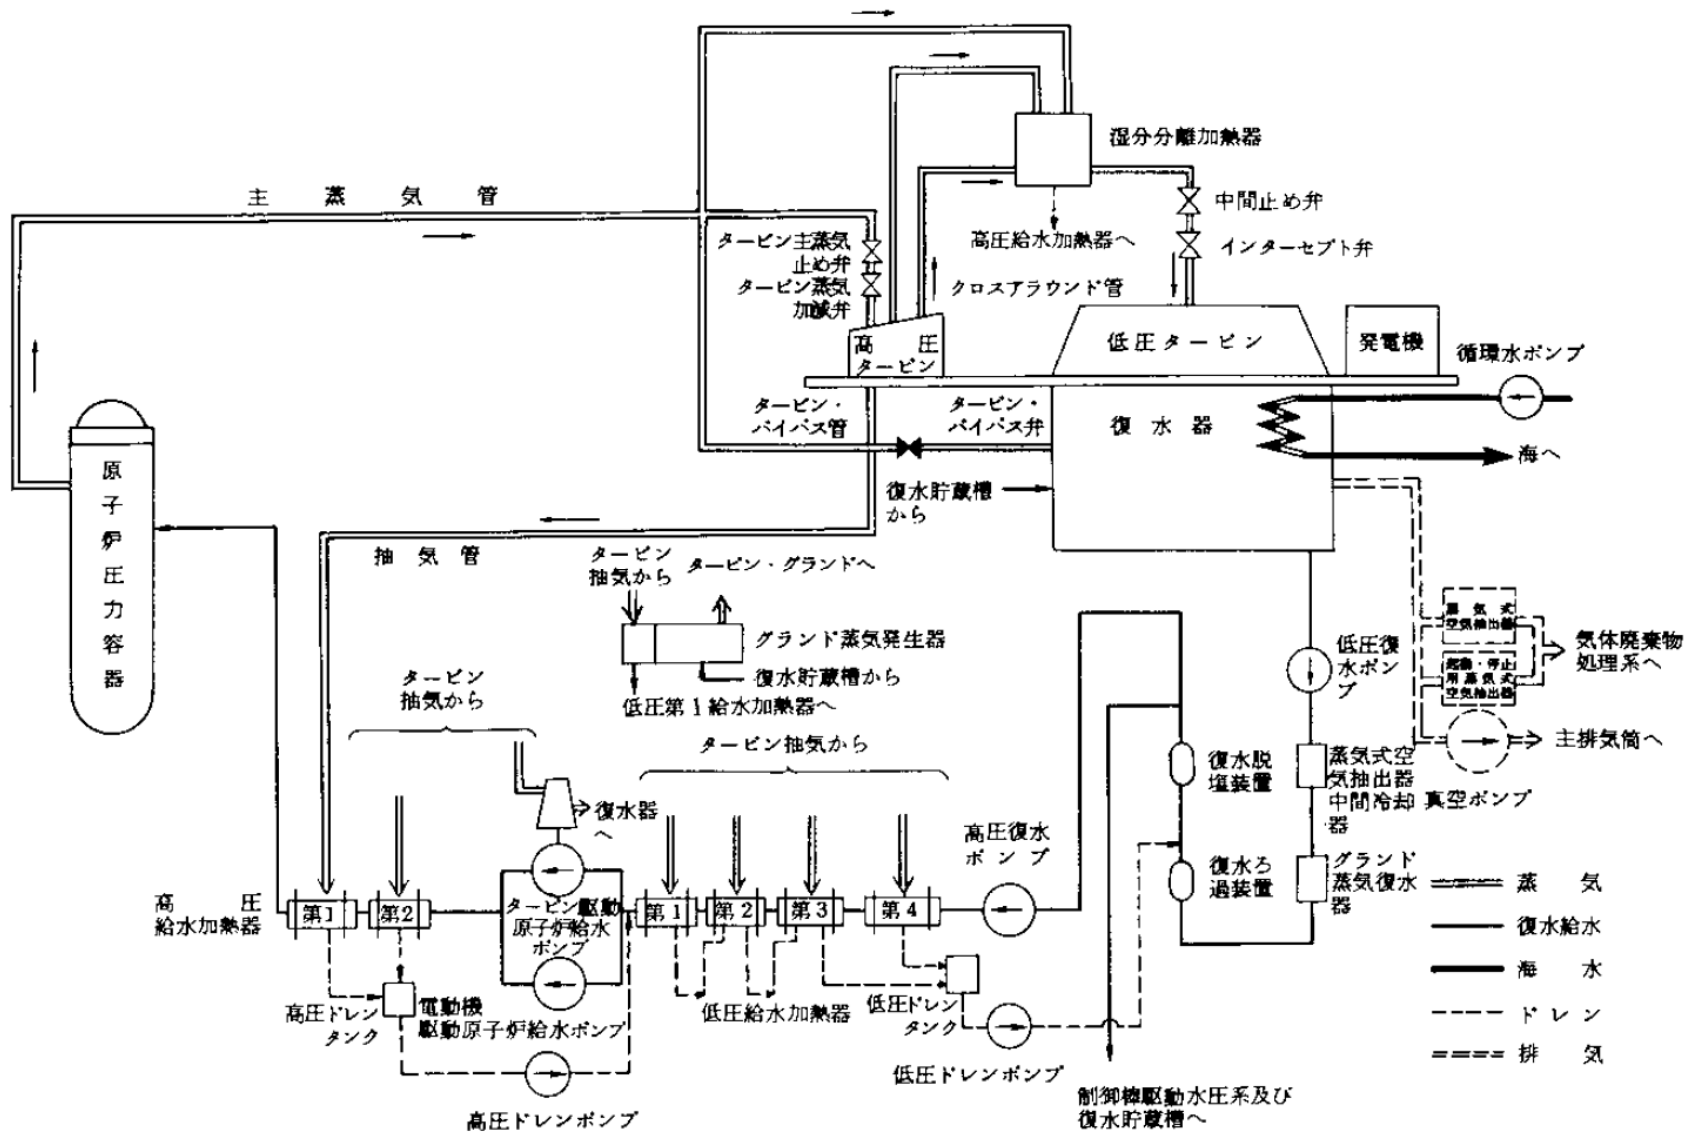 湿分分離加熱器
主蒸気管
中間止め弁
タービン主蒸気
止め弁
高圧給水加熱器へ
インターセプト弁
タービン蒸気
加減弁
クロスアラウンド管
高圧
タービン
低圧タービン
発電機
循環水ポンプ
タービン・
バイパス管
タービン・
バイパス弁
復水器
海へ
原子炉圧力容器
復水貯蔵槽
から
抽気管
タービン
抽気から
タービン・グランドへ
グランド蒸気発生器
復水貯蔵槽から
低圧第1給水加熱器へ
蒸気式
空気抽出器
起動・停止
用蒸気式
空気抽出器
気体廃棄物
処理系へ
低圧復
水ポン
プ
タービン
抽気から
タービン抽気から
主排気筒へ
復水脱
塩装置
蒸気式空
気抽出器
中間冷却
器
真空ポンプ
復水器
へ
高圧復水
ポンプ
復水ろ
過装置
グランド
蒸気復水
器
高圧
給水加熱器
第1
第2
タービン駆動
原子炉給水
ポンプ
第1
第2
第3
第4
蒸気
復水給水
海水
ドレン
排気
高圧ドレン
タンク
電動機
駆動原子炉給水ポンプ
低圧給水加熱器
低圧ドレン
タンク
低圧ドレンポンプ
高圧ドレンポンプ
制御棒駆動水圧系及び
復水貯蔵槽へ